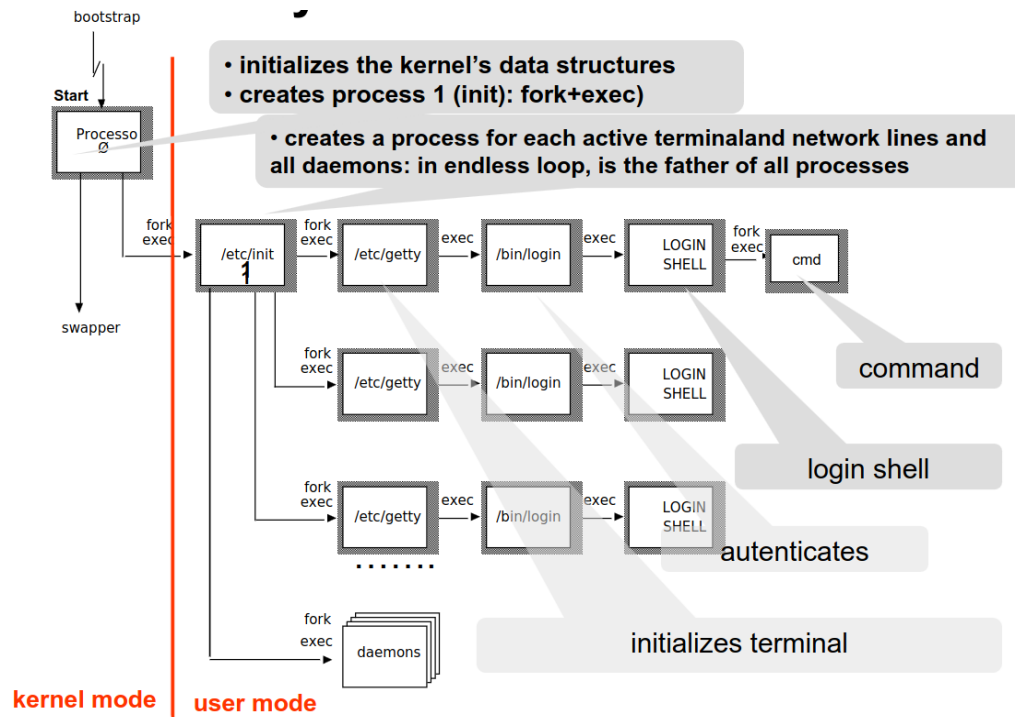 bootstrap
• initializes the kernel's data structures
• creates process 1 (init): fork+exec)
Start
Processo
Ø
• creates a process for each active terminaland network lines and
all daemons: in endless loop, is the father of all processes
fork
exec
/etc/init
1
fork
exec
/etc/getty
exec
/bin/login
exec
LOGIN
SHELL
fork
exec
cmd
swapper
fork
exec
/etc/getty
exec
/bin/login
exec
LOGIN
SHELL
command
login shell
fork
exec
/etc/getty
exec
/bin/login
exec
LOGIN
SHELL
autenticates
.......
fork
exec
daemons
initializes terminal
kernel mode
user mode